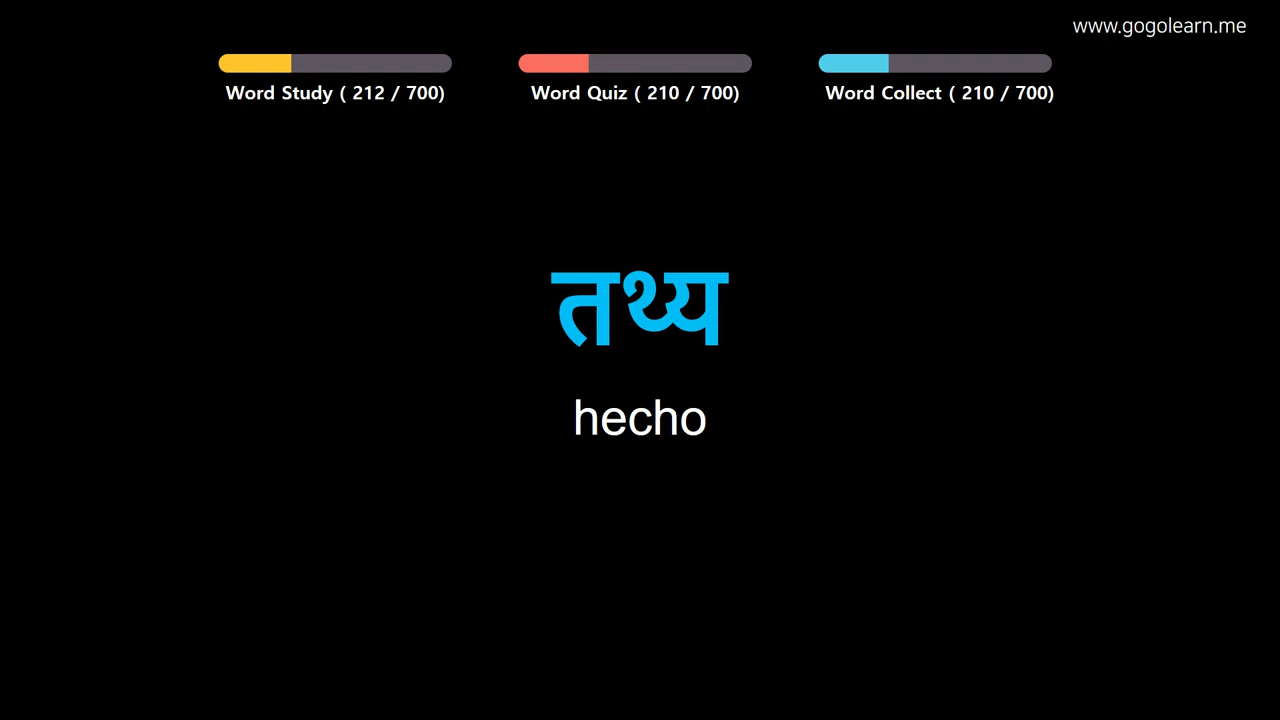 www.gogolearn.me
Word Study ( 212 / 700)
Word Quiz ( 210 / 700)
Word Collect ( 210 / 700)
तथ्य
hecho